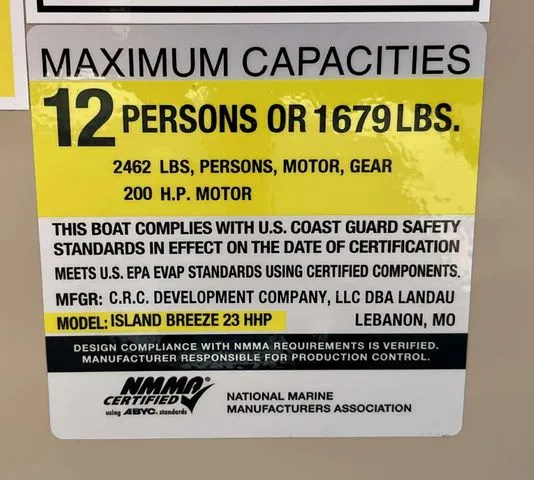 MAXIMUM CAPACITIES
12 PERSONS OR 1679 LBS.
2462 LBS, PERSONS, MOTOR, GEAR
200 H.P. MOTOR
THIS BOAT COMPLIES WITH U.S. COAST GUARD SAFETY
STANDARDS IN EFFECT ON THE DATE OF CERTIFICATION
MEETS U.S. EPA EVAP STANDARDS USING CERTIFIED COMPONENTS.
MFGR: C.R.C. DEVELOPMENT COMPANY, LLC DBA LANDAU
MODEL: ISLAND BREEZE 23 HHP LEBANON, MO
DESIGN COMPLIANCE WITH NMMA REQUIREMENTS IS VERIFIED.
MANUFACTURER RESPONSIBLE FOR PRODUCTION CONTROL.
NMMA®
CERTIFIED
using ABYC. standards
NATIONAL MARINE
MANUFACTURERS ASSOCIATION